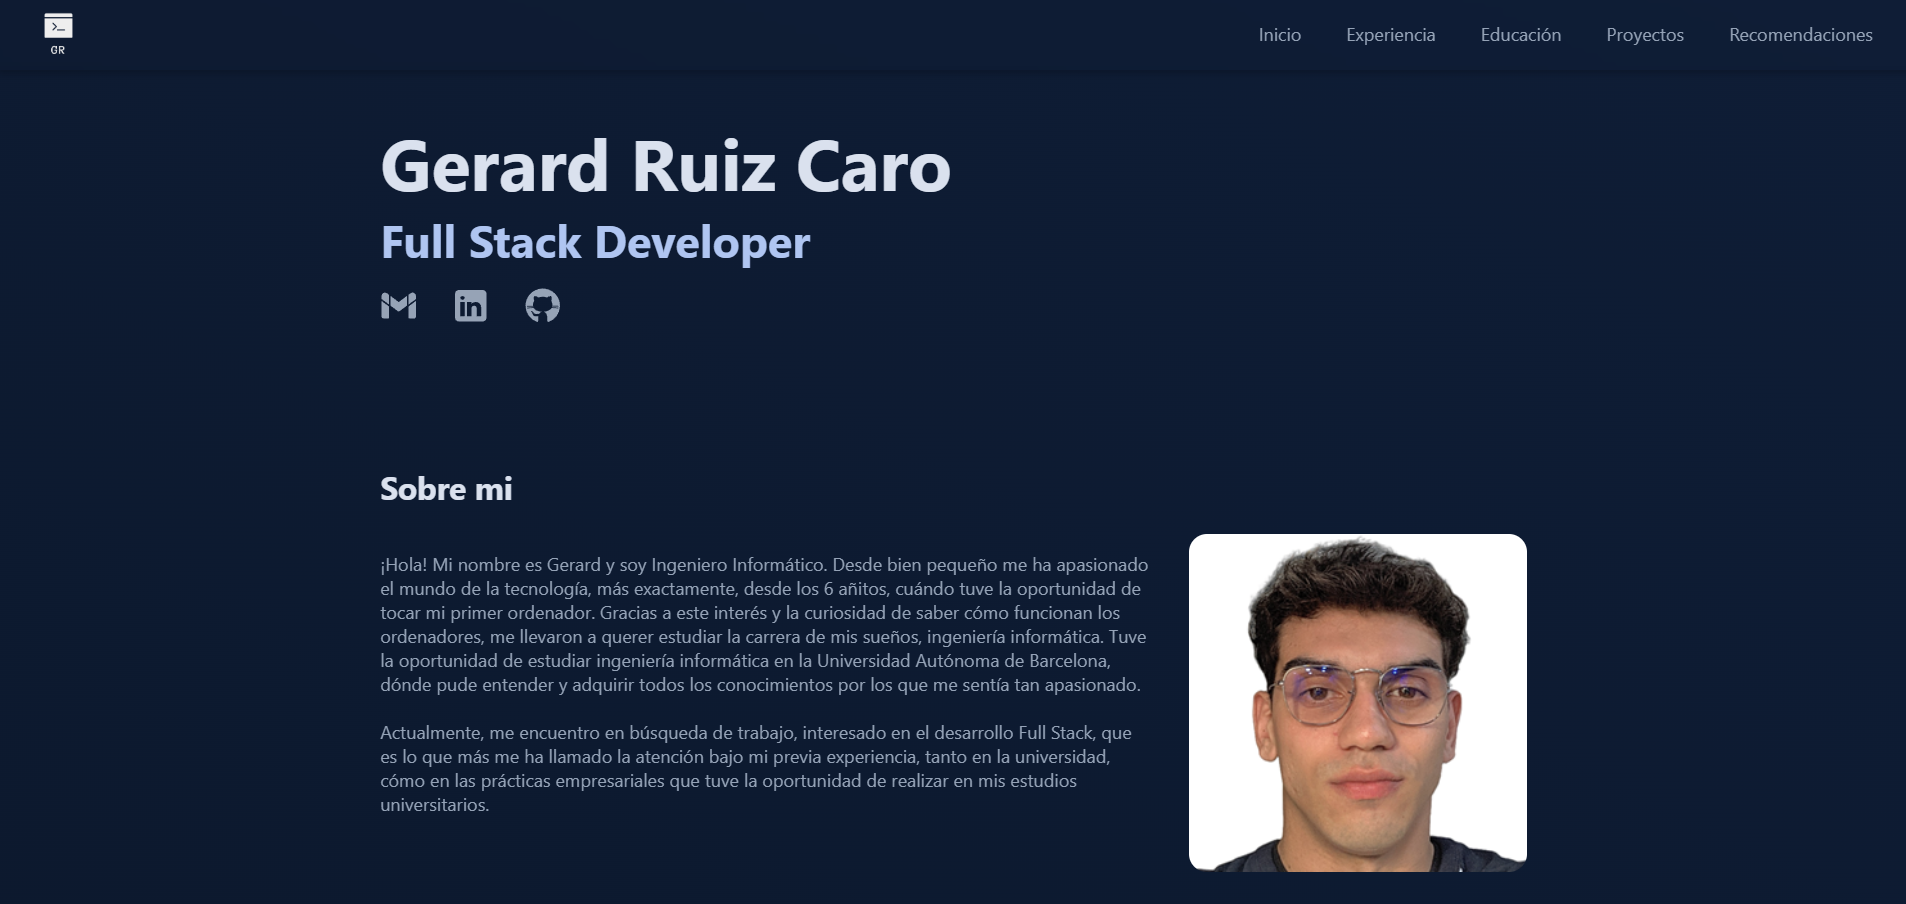 GR
Inicio Experiencia Educación Proyectos Recomendaciones
Gerard Ruiz Caro
Full Stack Developer
in
Sobre mi
¡Hola! Mi nombre es Gerard y soy Ingeniero Informático. Desde bien pequeño me ha apasionado
el mundo de la tecnología, más exactamente, desde los 6 añitos, cuándo tuve la oportunidad de
tocar mi primer ordenador. Gracias a este interés y la curiosidad de saber cómo funcionan los
ordenadores, me llevaron a querer estudiar la carrera de mis sueños, ingeniería informática. Tuve
la oportunidad de estudiar ingeniería informática en la Universidad Autónoma de Barcelona,
dónde pude entender y adquirir todos los conocimientos por los que me sentía tan apasionado.
Actualmente, me encuentro en búsqueda de trabajo, interesado en el desarrollo Full Stack, que
es lo que más me ha llamado la atención bajo mi previa experiencia, tanto en la universidad,
cómo en las prácticas empresariales que tuve la oportunidad de realizar en mis estudios
universitarios.